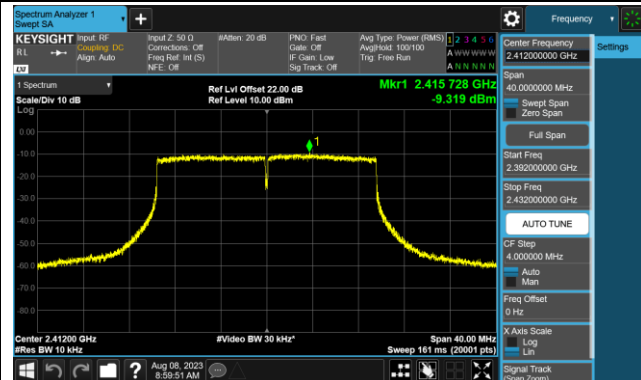 Spectrum Analyzer 1
Swept SA
+
Frequency
KEYSIGHT
RL
LXI
Input: RF
Coupling: DC
Align: Auto
Input Z: 50 Ω
Corrections: Off
Freq Ref: Int (S)
NFE: Off
#Atten: 20 dB
PNO: Fast
Gate: Off
IF Gain: Low
Sig Track: Off
Avg Type: Power (RMS)
Avg|Hold: 100/100
Trig: Free Run
1 2 3 4 5 6
A W W W W W
A N N N N N
1 Spectrum
Scale/Div 10 dB
Log
Ref Lvl Offset 22.00 dB
Ref Level 10.00 dBm
Mkr1 2.415 728 GHz
-9.319 dBm
1
0.00
-10.0
-20.0
-30.0
-40.0
-50.0
-60.0
-70.0
-80.0
Center 2.41200 GHz
#Res BW 10 kHz
#Video BW 30 kHz*
Span 40.00 MHz
Sweep 161 ms (20001 pts)
Center Frequency
2.412000000 GHz
Settings
Span
40.0000000 MHz
Swept Span
Zero Span
Full Span
Start Freq
2.392000000 GHz
Stop Freq
2.432000000 GHz
AUTO TUNE
CF Step
4.000000 MHz
Auto
Man
Freq Offset
0 Hz
X Axis Scale
Log
Lin
Signal Track
(Span Zoom)
?
Aug 08, 2023
8:59:51 AM